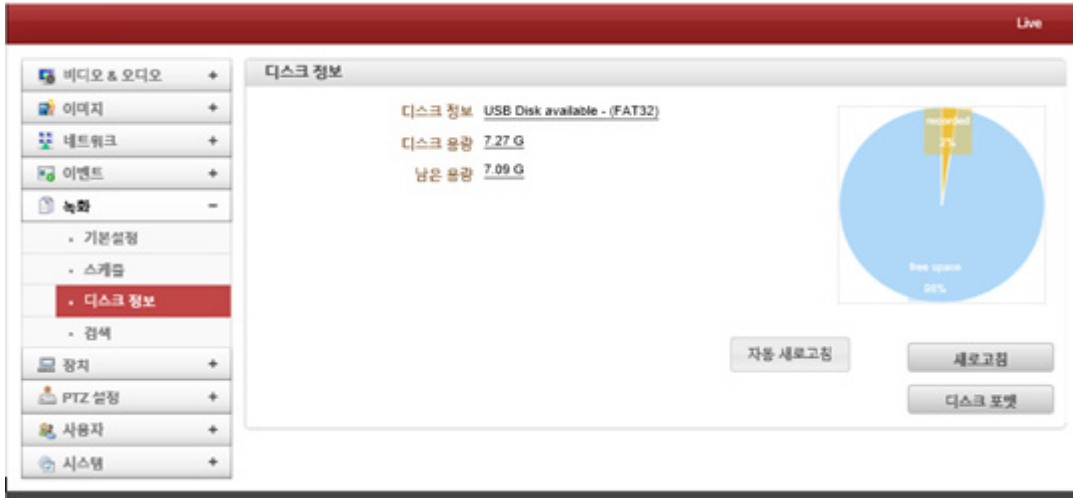 Live
비디오 & 오디오 +
이미지 +
네트워크 +
이벤트 +
녹화 -
기본설정
스케쥴
디스크 정보
검색
장치 +
PTZ 설정 +
사용자 +
시스템 +
디스크 정보
디스크 정보 USB Disk available - (FAT32)
디스크 용량 7.27 G
남은 용량 7.09 G
recorded
2%
free space
98%
자동 새로고침
새로고침
디스크 포맷